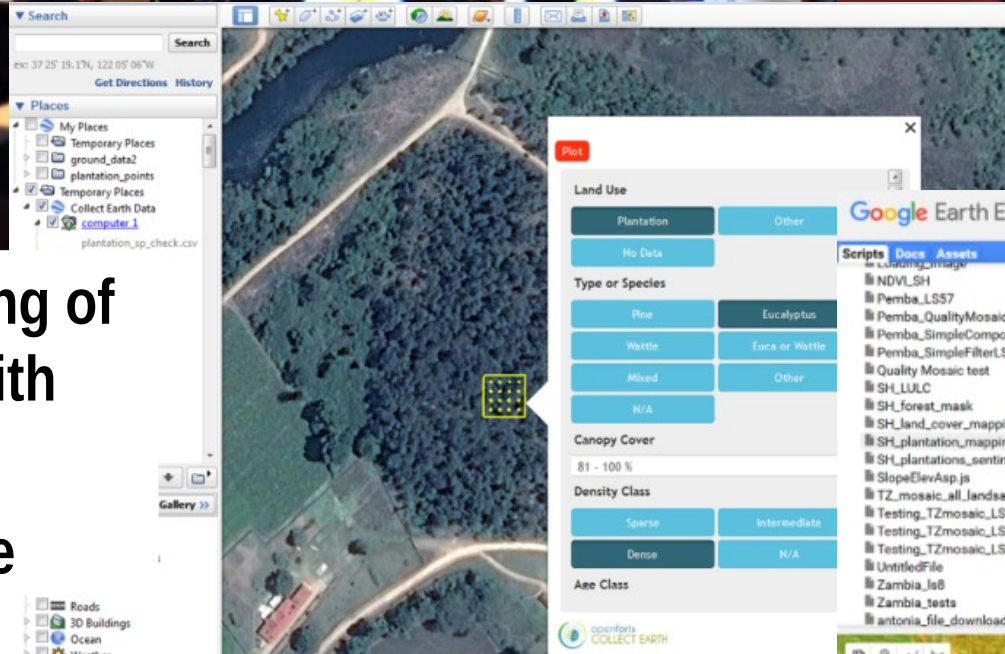 Search
Search
ex: 37 25' 19.1"N, 122 05' 06"W
Get Directions History
Places
My Places
Temporary Places
ground_data2
plantation_points
Temporary Places
Collect Earth Data
computer 1
plantation_sp_check.csv
ng of
ith
Gallery >>
e
Roads
3D Buildings
Ocean
Weather
Plot
Land Use
Plantation Other
No Data
Type or Species
Pine Eucalyptus
Wattle Euca or Wattle
Mixed Other
N/A
Canopy Cover
81 - 100 %
Density Class
Sparse Intermediate
Dense N/A
Age Class
openforis
COLLECT EARTH
Google Earth E
Scripts Docs Assets
Loading_image
NDVI_SH
Pemba_LS57
Pemba_QualityMosaic
Pemba_SimpleCompo
Pemba_SimpleFilterLS
Quality Mosaic test
SH_LULC
SH_forest_mask
SH_land_cover_mappi
SH_plantation_mappin
SH_plantations_sentin
SlopeElevAsp.js
TZ_mosaic_all_landsa
Testing_TZmosaic_LS
Testing_TZmosaic_LS
Testing_TZmosaic_LS
UntitledFile
Zambia_ls8
Zambia_tests
antonia_file_download